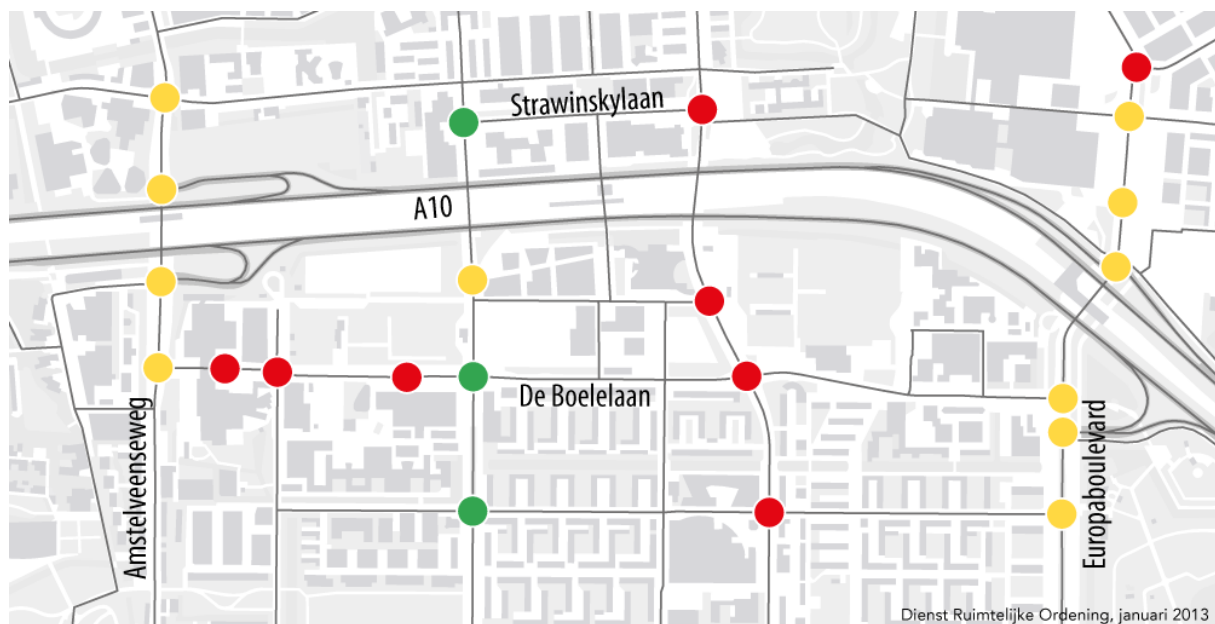 Strawinskylaan
A10
De Boelelaan
Amstelveenseweg
Europaboulevard
Dienst Ruimtelijke Ordening, januari 2013